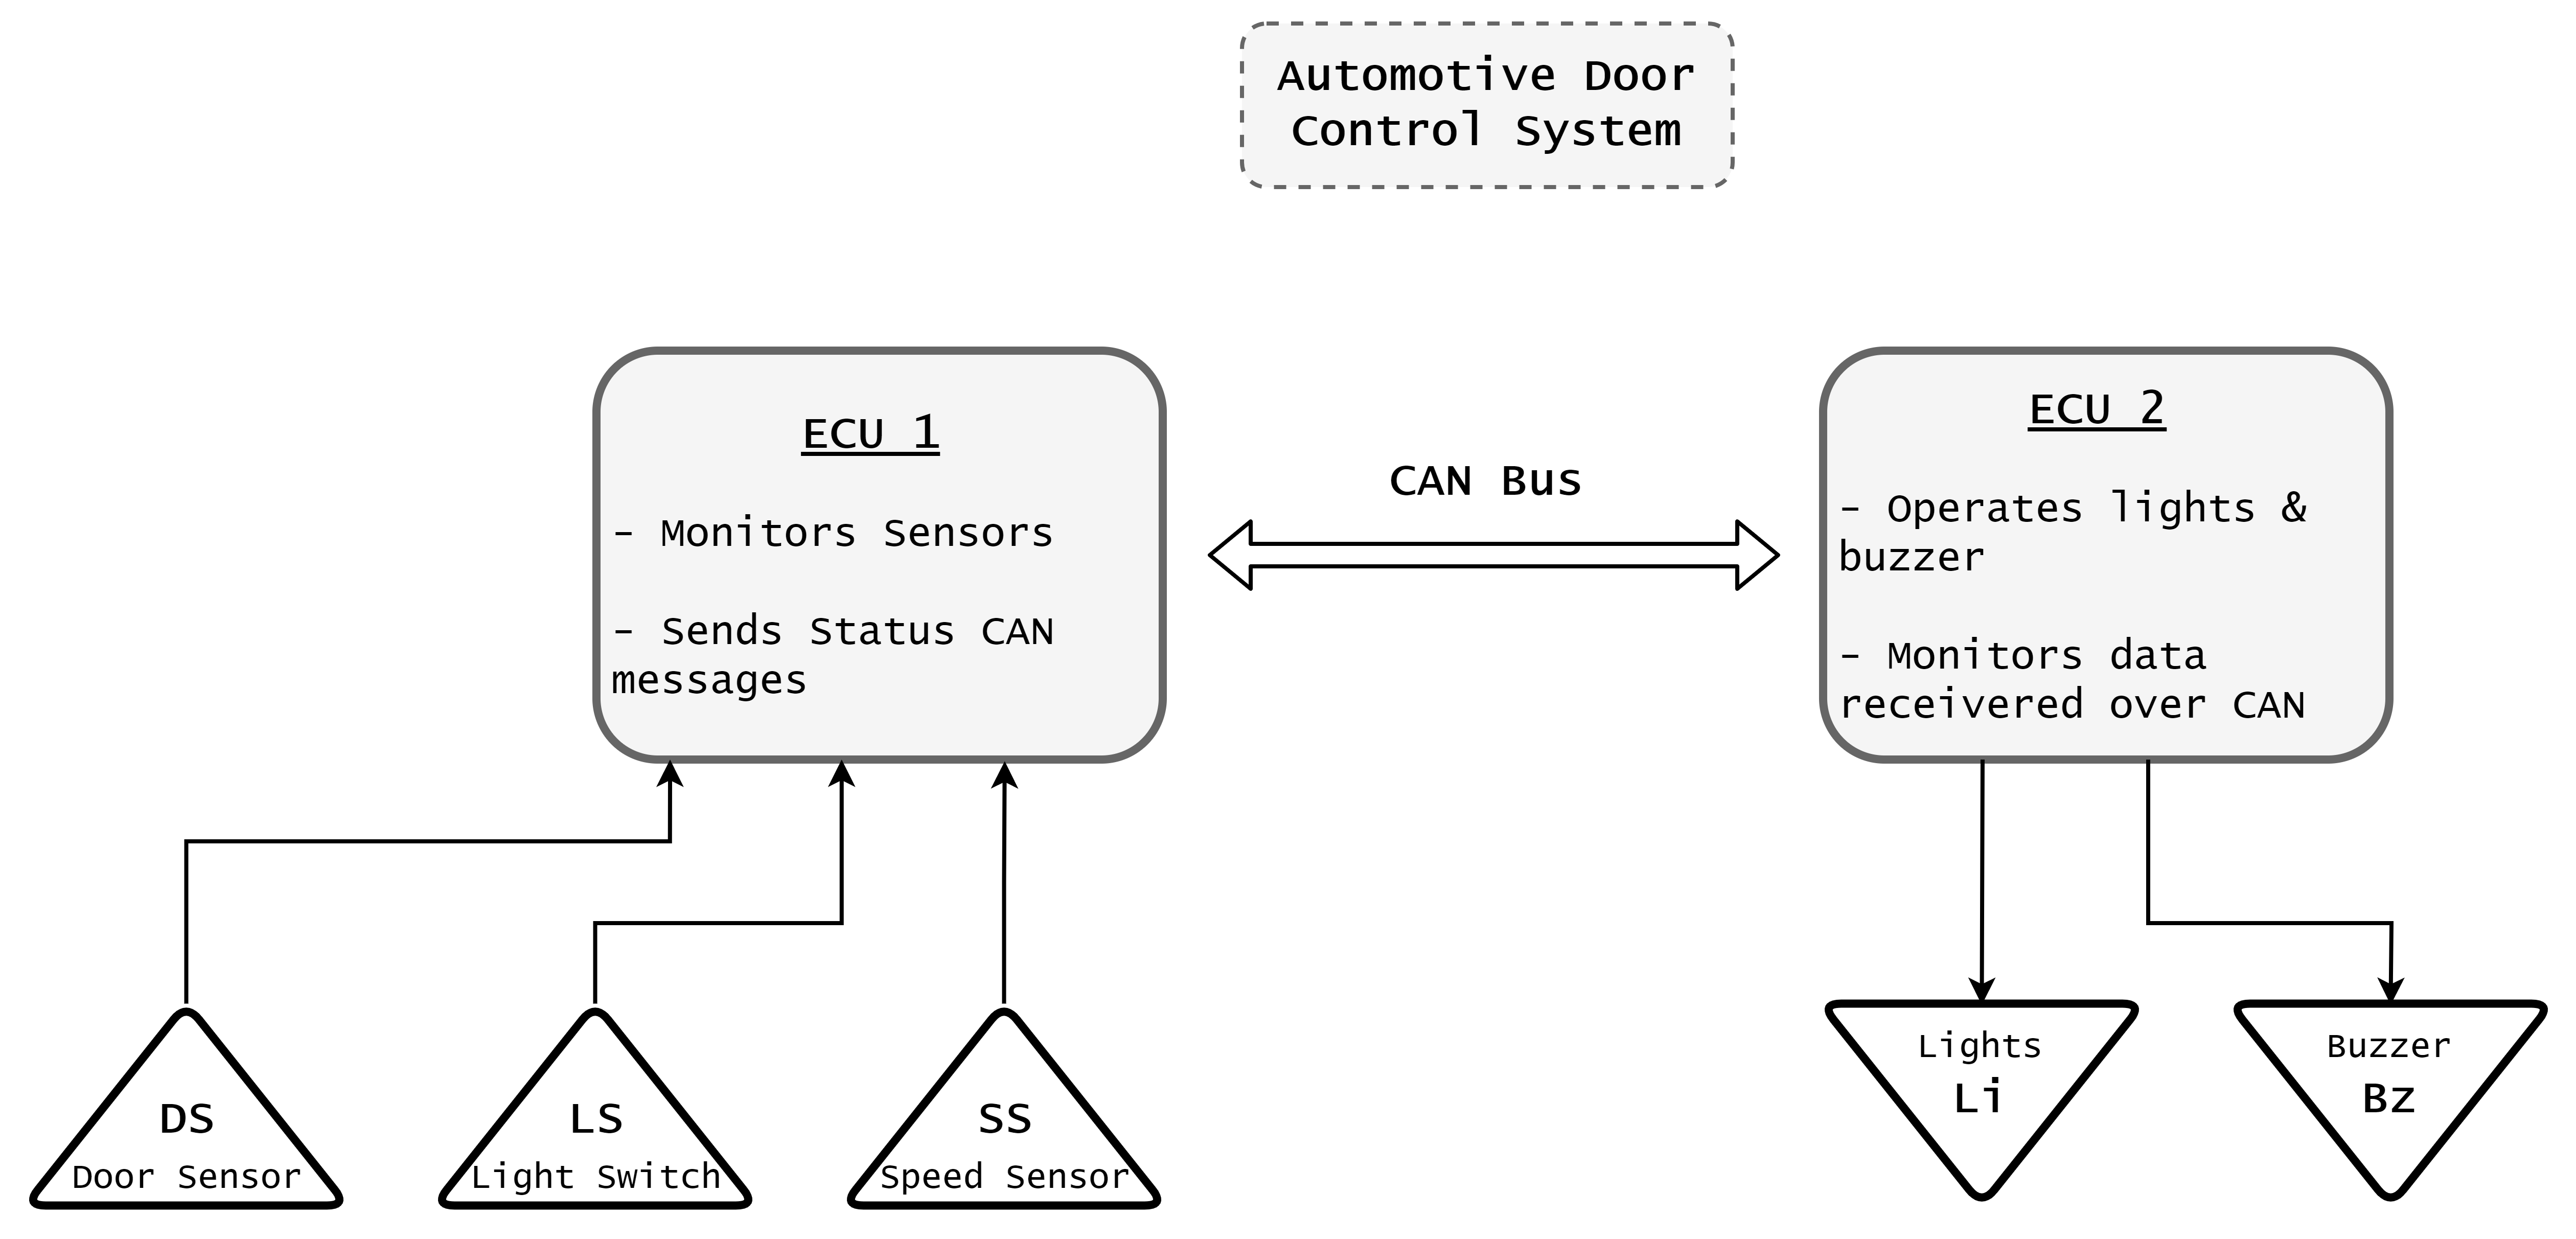 Automotive Door
Control System
ECU 1
- Monitors Sensors
- Sends Status CAN
messages
CAN Bus
ECU 2
- Operates lights &
buzzer
- Monitors data
receivered over CAN
DS
Door Sensor
LS
Light Switch
SS
Speed Sensor
Lights
Li
Buzzer
Bz